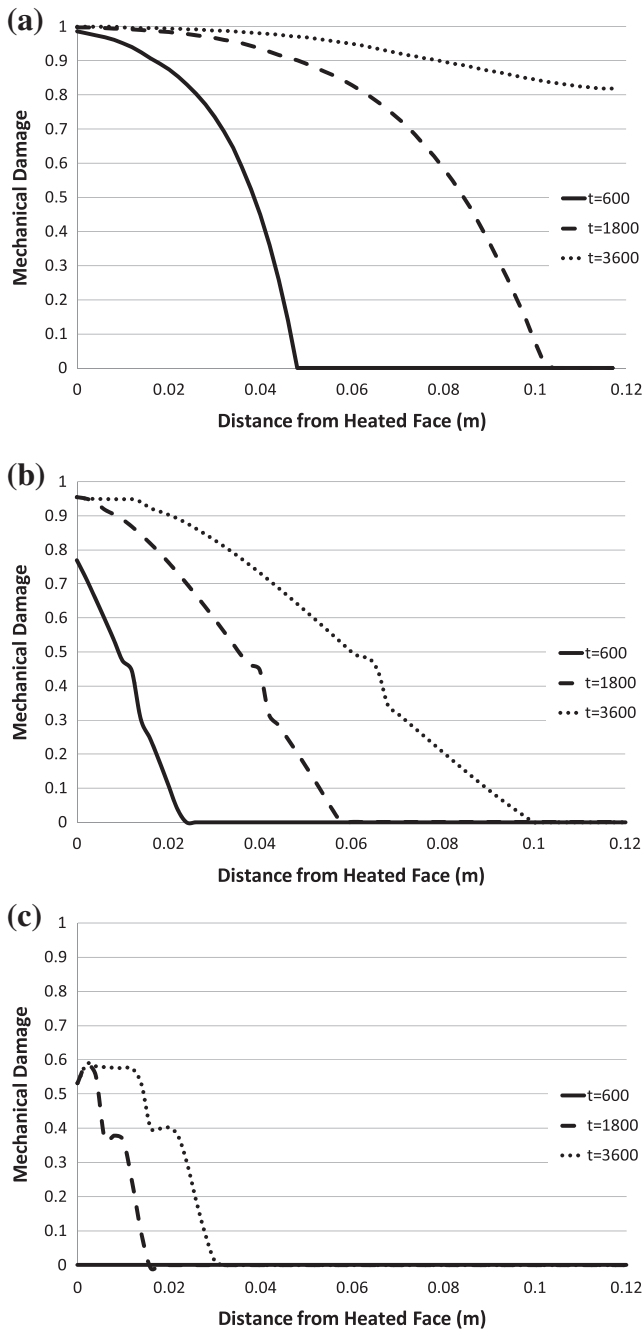 (a)
1
0.9
0.8
0.7
0.6
0.5
0.4
0.3
0.2
0.1
0
Mechanical Damage
t=600
t=1800
t=3600
0 0.02 0.04 0.06 0.08 0.1 0.12
Distance from Heated Face (m)
(b)
1
0.9
0.8
0.7
0.6
0.5
0.4
0.3
0.2
0.1
0
Mechanical Damage
t=600
t=1800
t=3600
0 0.02 0.04 0.06 0.08 0.1 0.12
Distance from Heated Face (m)
(c)
1
0.9
0.8
0.7
0.6
0.5
0.4
0.3
0.2
0.1
0
Mechanical Damage
t=600
t=1800
t=3600
0 0.02 0.04 0.06 0.08 0.1 0.12
Distance from Heated Face (m)